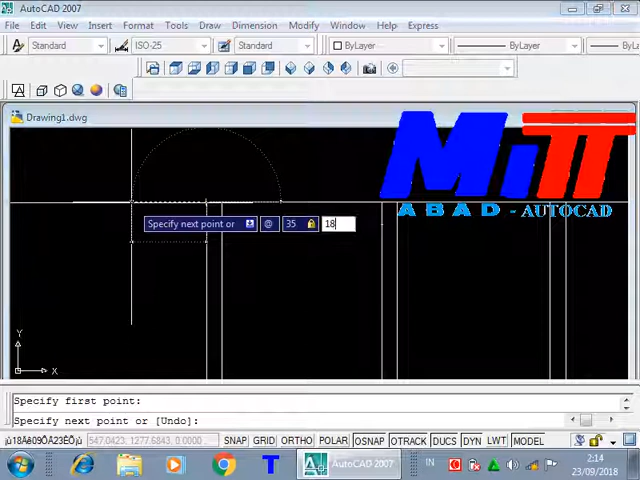 AutoCAD 2007
File Edit View Insert Format Tools Draw Dimension Modify Window Help Express
Standard ISO-25 Standard ByLayer ByLayer ByLa
Drawing1.dwg
MiTT
ABAD - AUTOCAD
Specify next point or @ 35 18
Y
X
Specify first point:
Specify next point or [Undo]:
547.0423, 1277.6843, 0.0000 SNAP GRID ORTHO POLAR OSNAP OTRACK DUCS DYN LWT MODEL
T AutoCAD 2007 IN 2:14
23/09/2018